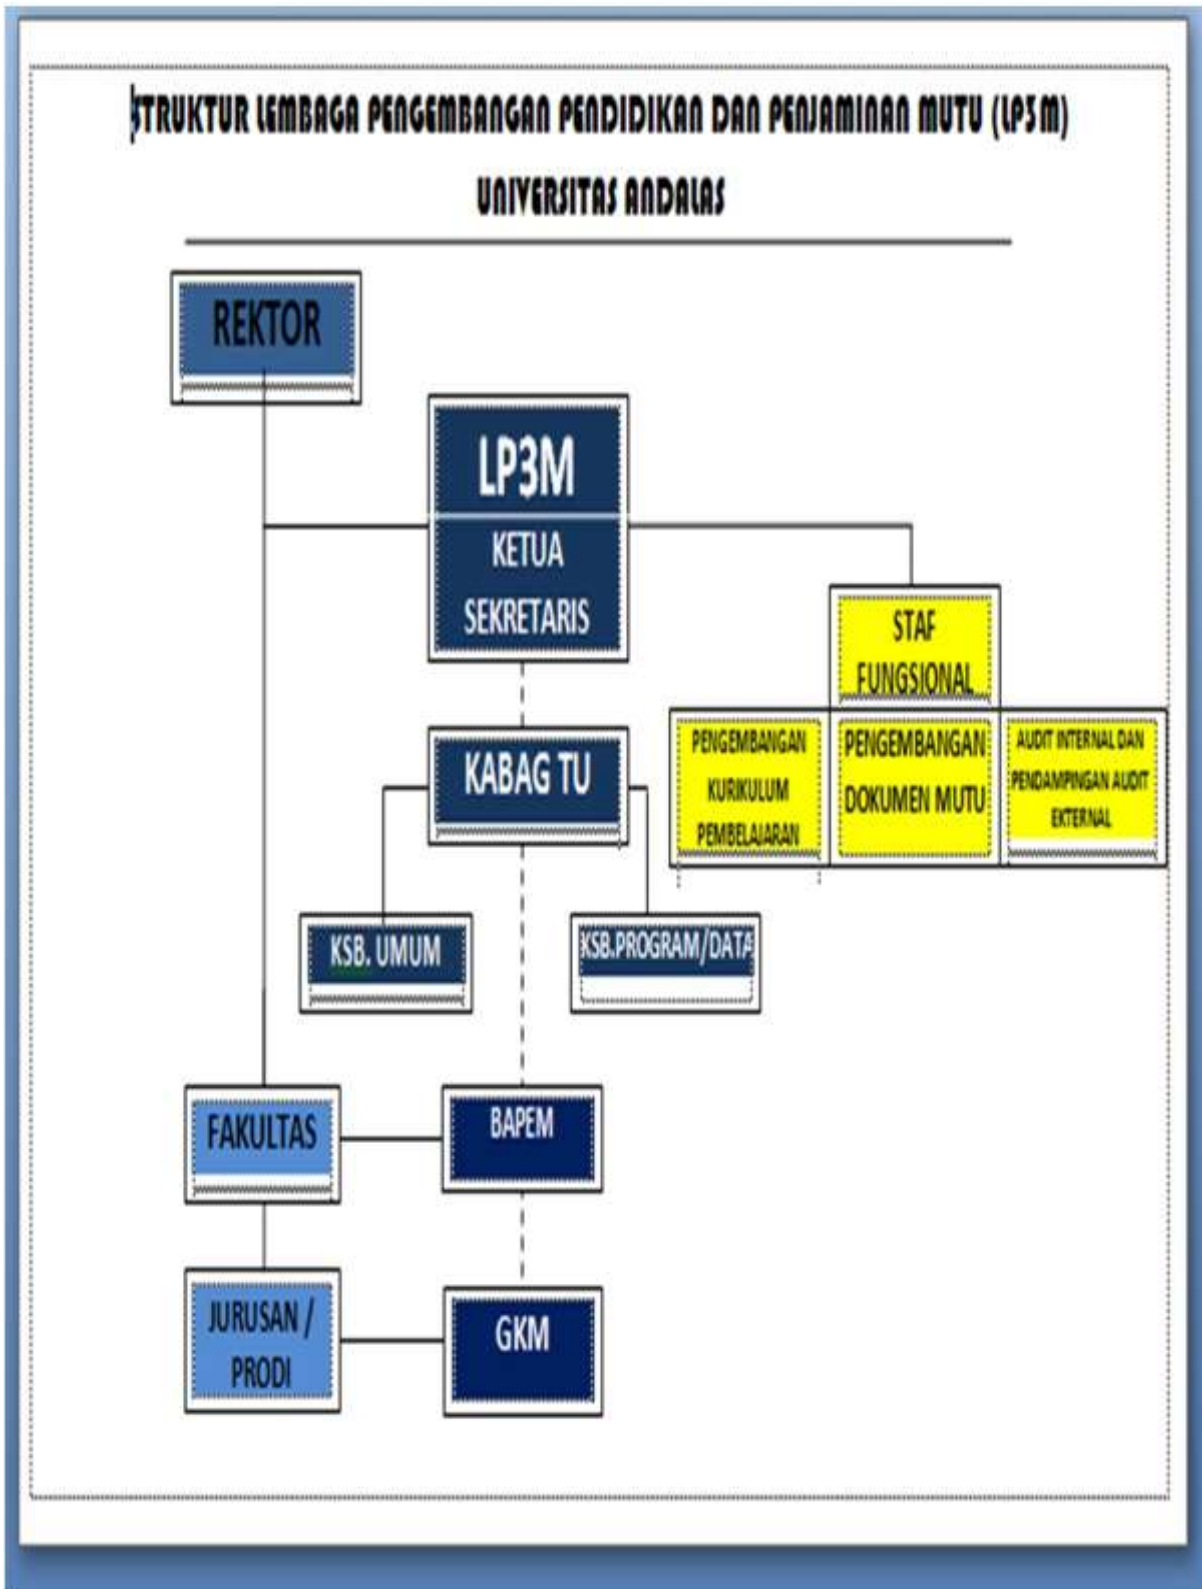 STRUKTUR LEMBAGA PENGEMBANGAN PENDIDIKAN DAN PENJAMINAN MUTU (LP3M)
UNIVERSITAS ANDALAS
REKTOR
LP3M
KETUA
SEKRETARIS
STAF
FUNGSIONAL
PENGEMBANGAN
KURIKULUM
PEMBELAJARAN
PENGEMBANGAN
DOKUMEN MUTU
AUDIT INTERNAL DAN
PENDAMPINGAN AUDIT
EKTERNAL
KABAG TU
KSB. UMUM
KSB.PROGRAM/DATA
FAKULTAS
BAPEM
JURUSAN /
PRODI
GKM